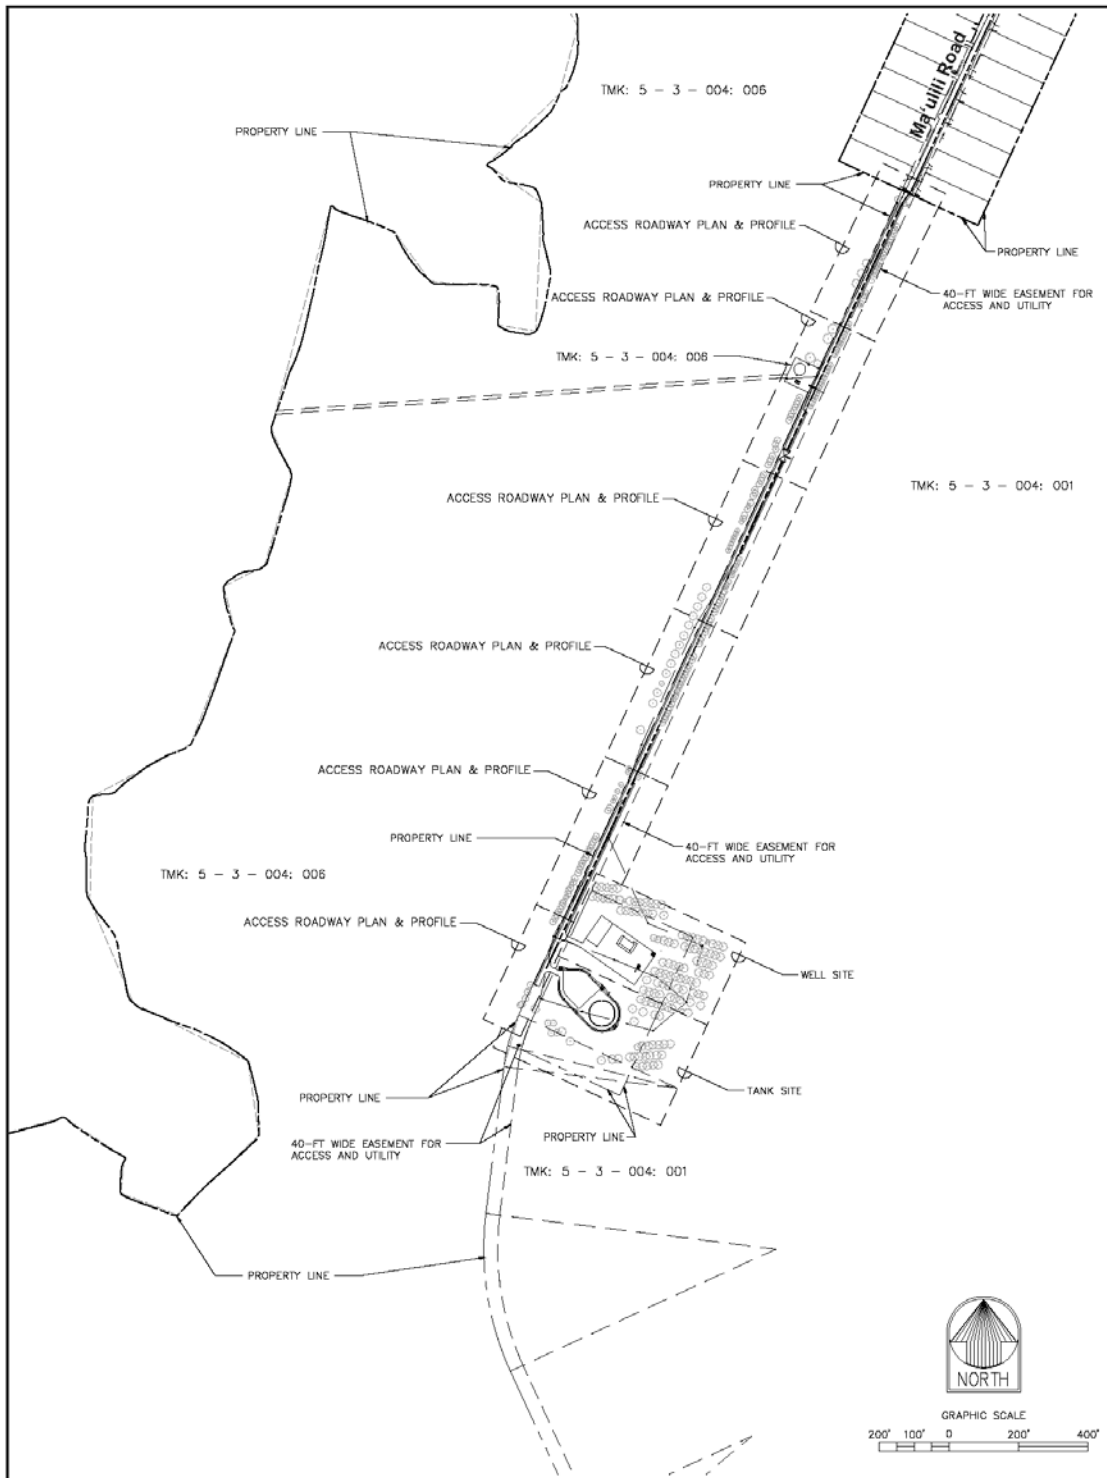 Ma'ulili Road
TMK: 5 - 3 - 004: 006
PROPERTY LINE
PROPERTY LINE
ACCESS ROADWAY PLAN & PROFILE
PROPERTY LINE
40-FT WIDE EASEMENT FOR
ACCESS AND UTILITY
ACCESS ROADWAY PLAN & PROFILE
TMK: 5 - 3 - 004: 006
TMK: 5 - 3 - 004: 001
ACCESS ROADWAY PLAN & PROFILE
ACCESS ROADWAY PLAN & PROFILE
ACCESS ROADWAY PLAN & PROFILE
PROPERTY LINE
40-FT WIDE EASEMENT FOR
ACCESS AND UTILITY
TMK: 5 - 3 - 004: 006
ACCESS ROADWAY PLAN & PROFILE
WELL SITE
TANK SITE
PROPERTY LINE
PROPERTY LINE
40-FT WIDE EASEMENT FOR
ACCESS AND UTILITY
TMK: 5 - 3 - 004: 001
PROPERTY LINE
NORTH
GRAPHIC SCALE
200' 100' 0 200' 400'